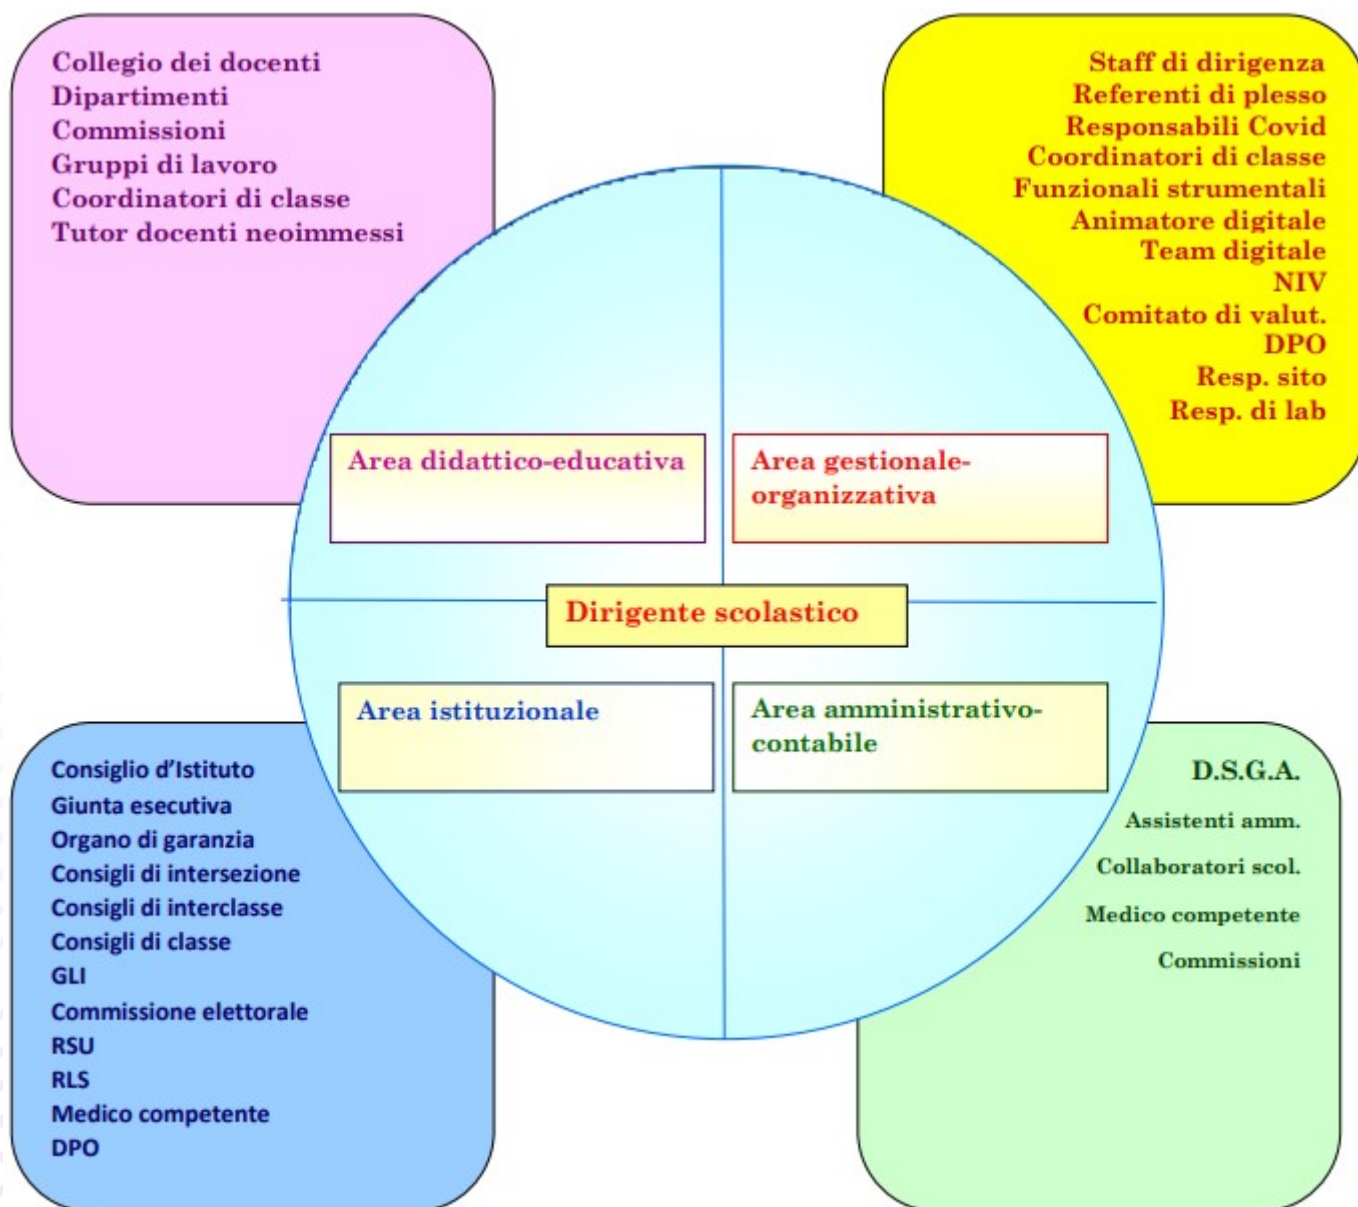 Collegio dei docenti
Dipartimenti
Commissioni
Gruppi di lavoro
Coordinatori di classe
Tutor docenti neoimmessi
Staff di dirigenza
Referenti di plesso
Responsabili Covid
Coordinatori di classe
Funzionali strumentali
Animatore digitale
Team digitale
NIV
Comitato di valut.
DPO
Resp. sito
Resp. di lab
Area didattico-educativa
Area gestionale-
organizzativa
Dirigente scolastico
Area istituzionale
Area amministrativo-
contabile
Consiglio d’Istituto
Giunta esecutiva
Organo di garanzia
Consigli di intersezione
Consigli di interclasse
Consigli di classe
GLI
Commissione elettorale
RSU
RLS
Medico competente
DPO
D.S.G.A.
Assistenti amm.
Collaboratori scol.
Medico competente
Commissioni